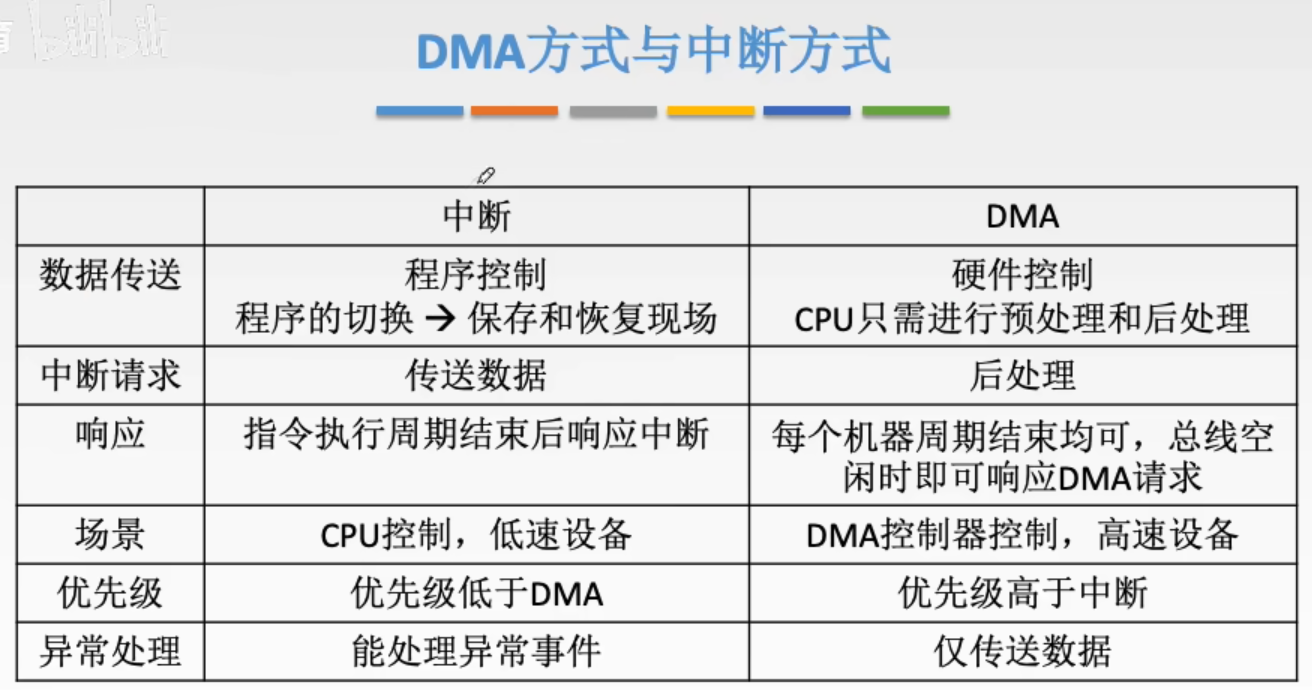 bilibili
DMA方式与中断方式
中断
DMA
数据传送
程序控制
程序的切换 → 保存和恢复现场
硬件控制
CPU只需进行预处理和后处理
中断请求
传送数据
后处理
响应
指令执行周期结束后响应中断
每个机器周期结束均可，总线空
闲时即可响应DMA请求
场景
CPU控制，低速设备
DMA控制器控制，高速设备
优先级
优先级低于DMA
优先级高于中断
异常处理
能处理异常事件
仅传送数据